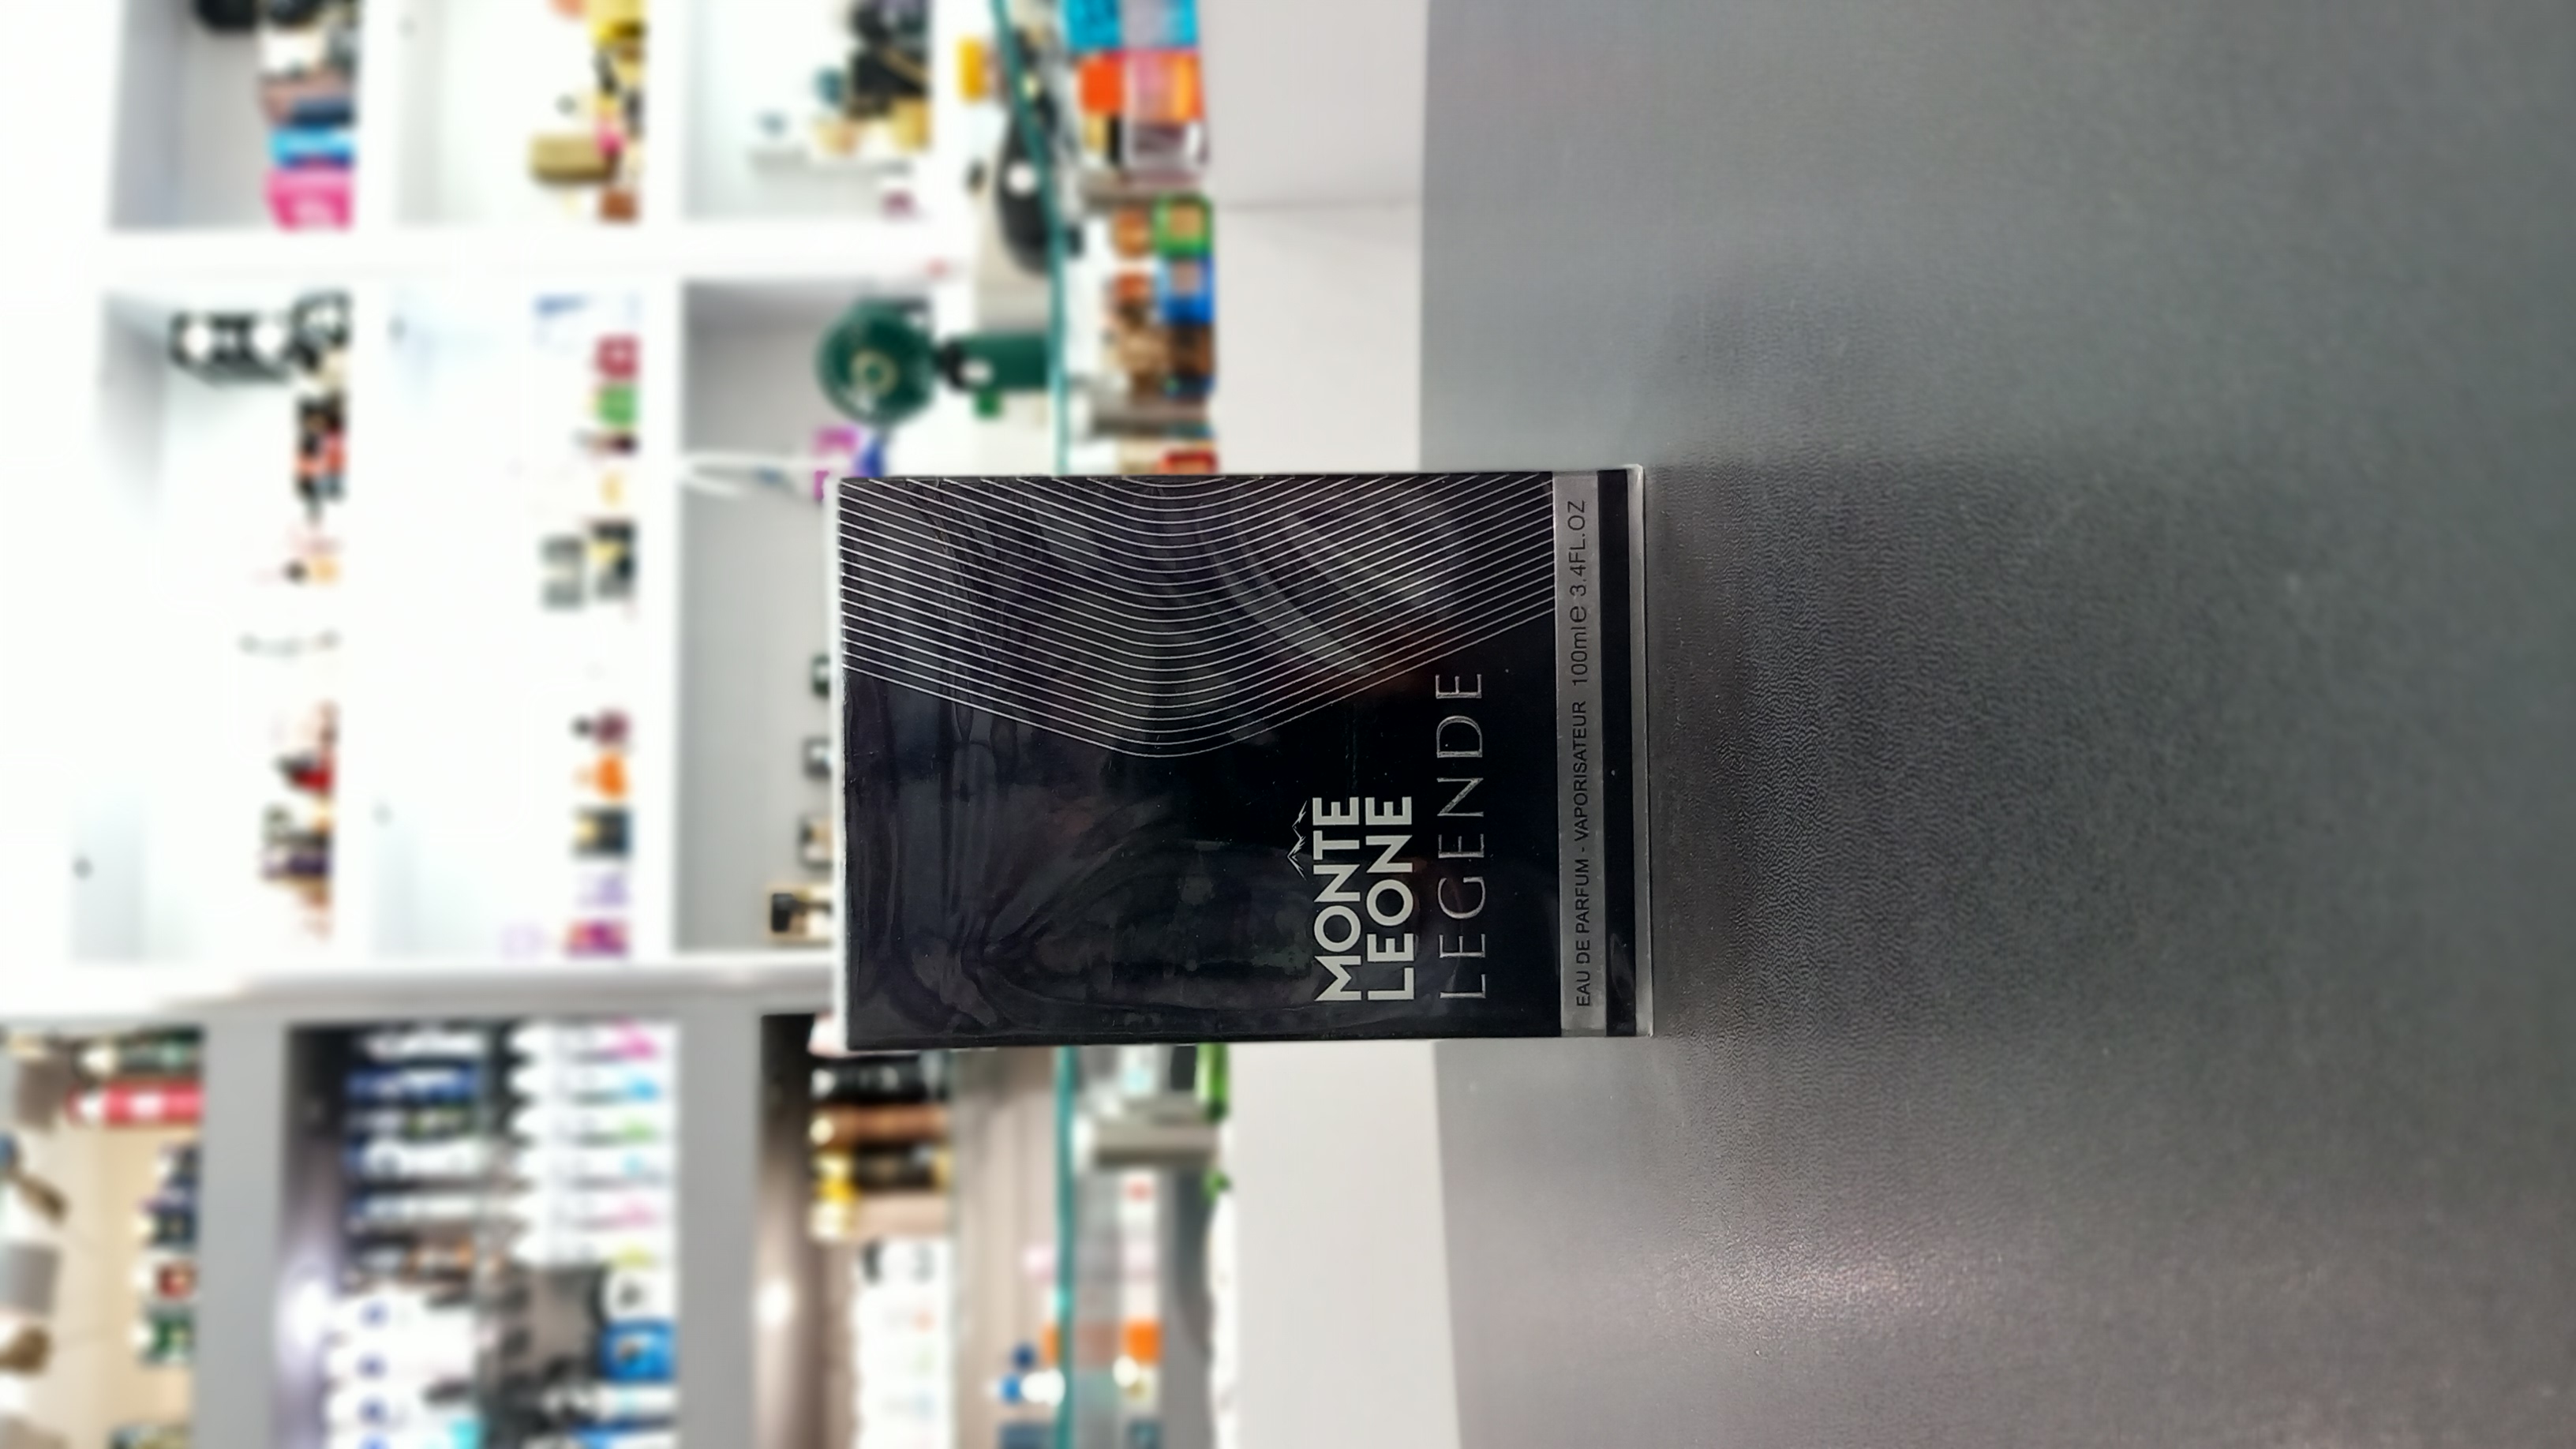 MONTE
LEONE
LEGENDE
EAU DE PARFUM - VAPORISATEUR 100ml℮ 3.4FL.OZ